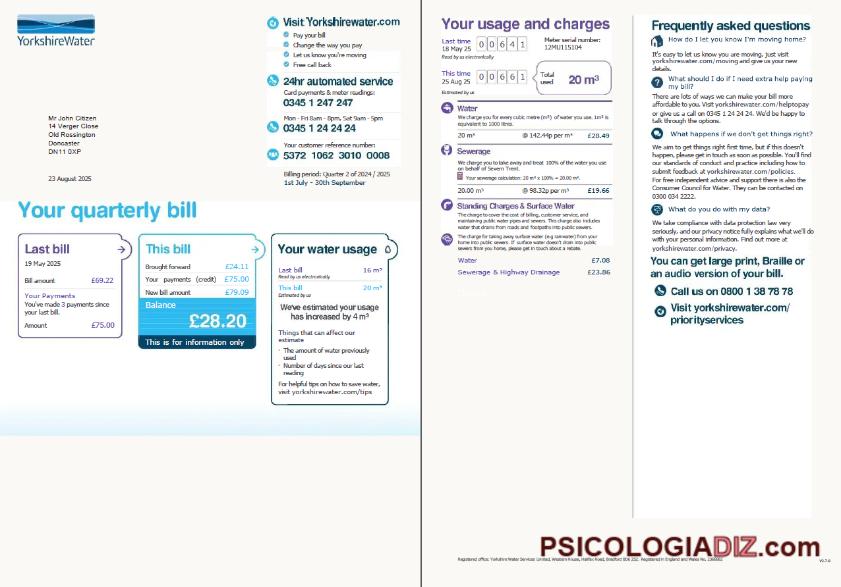 YorkshireWater
Visit Yorkshirewater.com
Pay your bill
Change the way you pay
Let us know you're moving
Free call back
24hr automated service
Card payments & meter readings:
0345 1 247 247
Mon - Fri 8am - 8pm, Sat 9am - 5pm
0345 1 24 24 24
Your customer reference number:
5372 1062 3010 0008
Billing period: Quarter 2 of 2024 / 2025
1st July - 30th September
Mr John Citizen
14 Verger Close
Old Rossington
Doncaster
DN11 0XP
23 August 2025
Your quarterly bill
Last bill
19 May 2025
Bill amount £69.22
Your Payments
You've made 3 payments since
your last bill.
Amount £75.00
This bill
Brought forward £24.11
Your payments (credit) £75.00
New bill amount £79.09
Balance
£28.20
This is for information only
Your water usage
Last bill 16 m³
Read by us electronically
This bill 20 m³
Estimated by us
We've estimated your usage
has increased by 4 m³
Things that can affect our
estimate
- The amount of water previously
used
- Number of days since our last
reading
For helpful tips on how to save water,
visit yorkshirewater.com/tips
Your usage and charges
Last time
18 May 25
00641
Read by us electronically
Meter serial number:
12MU115104
This time
25 Aug 25
00661
Estimated by us
Total
used
20 m³
Water
We charge you for every cubic metre (m³) of water you use. 1m³ is
equivalent to 1000 litres.
20 m³ @ 142.44p per m³ £28.49
Sewerage
We charge you to take away and treat 100% of the water you use
on behalf of Severn Trent.
Your sewerage calculation: 20 m³ x 100% = 20.00 m³.
20.00 m³ @ 98.32p per m³ £19.66
Standing Charges & Surface Water
The charge to cover the cost of billing, customer service, and
maintaining public water pipes and sewers. This charge also includes
water that drains from roads and footpaths into public sewers.
The charge for taking away surface water (e.g rainwater) from your
home into public sewers. If surface water doesn't drain into public
sewers from your home, please get in touch about a rebate.
Water £7.08
Sewerage & Highway Drainage £23.86
Frequently asked questions
How do I let you know I'm moving home?
It's easy to let us know you are moving, just visit
yorkshirewater.com/moving and give us your new
details.
What should I do if I need extra help paying
my bill?
There are lots of ways we can make your bill more
affordable to you. Visit yorkshirewater.com/helptopay
or give us a call on 0345 1 24 24 24. We'd be happy to
talk through the options.
What happens if we don't get things right?
We aim to get things right first time, but if this doesn't
happen, please get in touch as soon as possible. You'll find
our standards of conduct and practice including how to
submit feedback at yorkshirewater.com/policies.
For free independent advice and support there is also the
Consumer Council for Water. They can be contacted on
0300 034 2222.
What do you do with my data?
We take compliance with data protection law very
seriously, and our privacy notice fully explains what we'll do
with your personal information. Find out more at
yorkshirewater.com/privacy.
You can get large print, Braille or
an audio version of your bill.
Call us on 0800 1 38 78 78
Visit yorkshirewater.com/
priorityservices
PSICOLOGIADIZ.com
Registered office: Yorkshire Water Services Limited, Western House, Halifax Road, Bradford BD6 2SZ. Registered in England and Wales No.